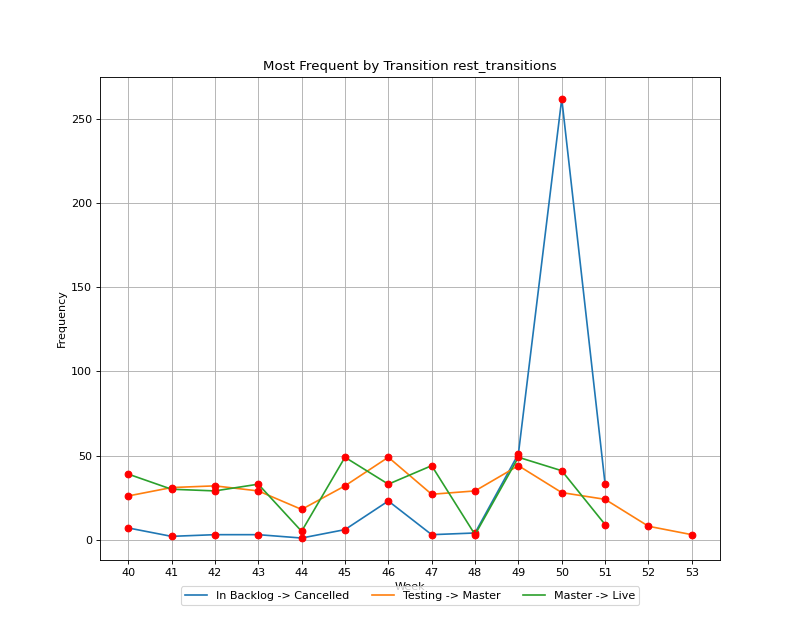 Most Frequent by Transition rest_transitions
Frequency
250
200
150
100
50
0
40 41 42 43 44 45 46 47 48 49 50 51 52 53
Week
In Backlog -> Cancelled Testing -> Master Master -> Live